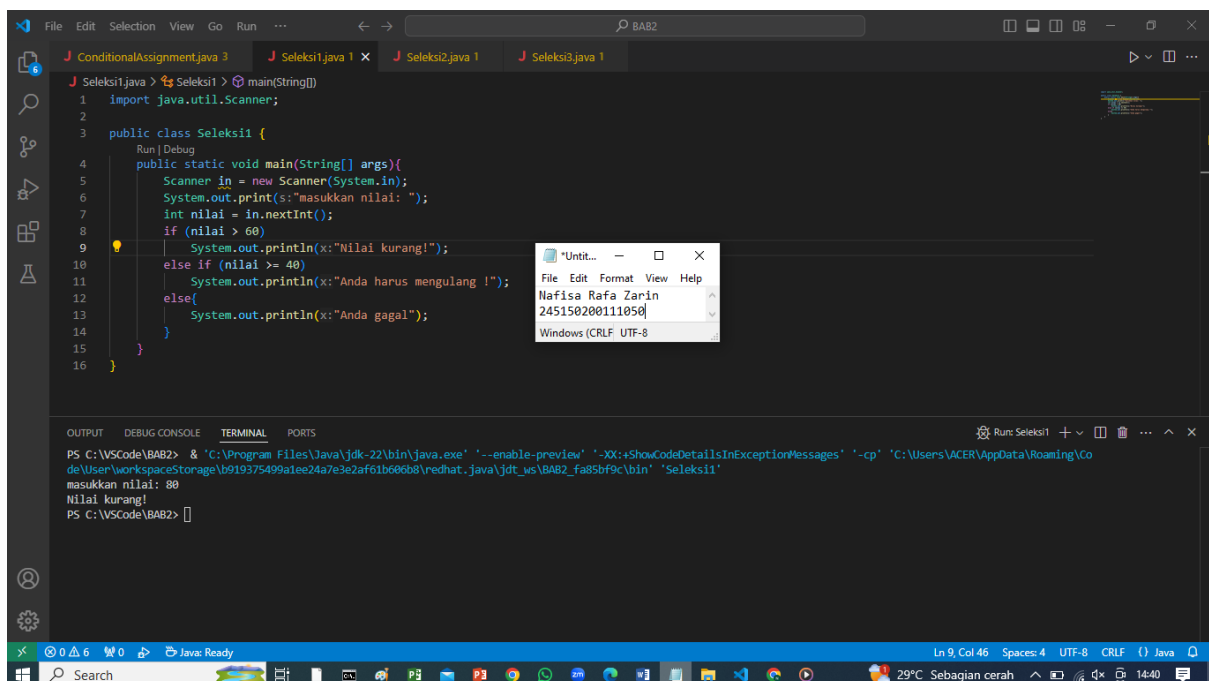 File Edit Selection View Go Run ··· ← → BAB2
ConditionalAssignment.java 3 Seleksi1.java 1 Seleksi2.java 1 Seleksi3.java 1
Seleksi1.java > Seleksi1 > main(String[])
1 import java.util.Scanner;
2
3 public class Seleksi1 {
Run | Debug
4 public static void main(String[] args){
5 Scanner in = new Scanner(System.in);
6 System.out.print(s:"masukkan nilai: ");
7 int nilai = in.nextInt();
8 if (nilai > 60)
9 System.out.println(x:"Nilai kurang!");
10 else if (nilai >= 40)
11 System.out.println(x:"Anda harus mengulang !");
12 else{
13 System.out.println(x:"Anda gagal");
14 }
15 }
16 }
*Untit...
File Edit Format View Help
Nafisa Rafa Zarin
245150200111050
Windows (CRLF UTF-8
OUTPUT DEBUG CONSOLE TERMINAL PORTS Run: Seleksi1
PS C:\VSCode\BAB2> & 'C:\Program Files\Java\jdk-22\bin\java.exe' '--enable-preview' '-XX:+ShowCodeDetailsInExceptionMessages' '-cp' 'C:\Users\ACER\AppData\Roaming\Co
de\User\workspaceStorage\b919375499a1ee24a7e3e2af61b606b8\redhat.java\jdt_ws\BAB2_fa85bf9c\bin' 'Seleksi1'
masukkan nilai: 80
Nilai kurang!
PS C:\VSCode\BAB2>
0 6 0 Java: Ready Ln 9, Col 46 Spaces: 4 UTF-8 CRLF {} Java
Search 29°C Sebagian cerah 14:40